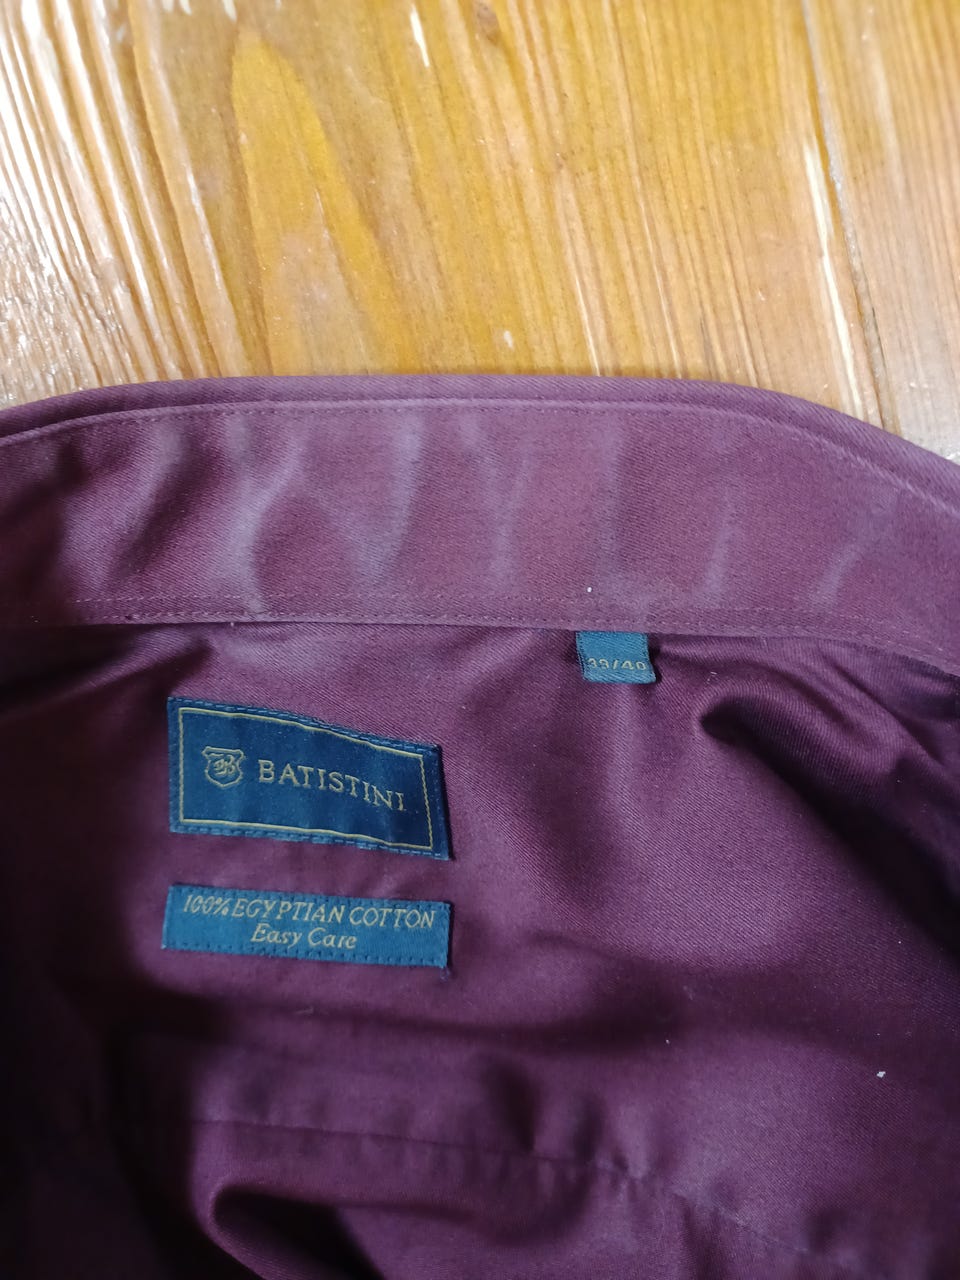 39/40
BATISTINI
100% EGYPTIAN COTTON
Easy Care